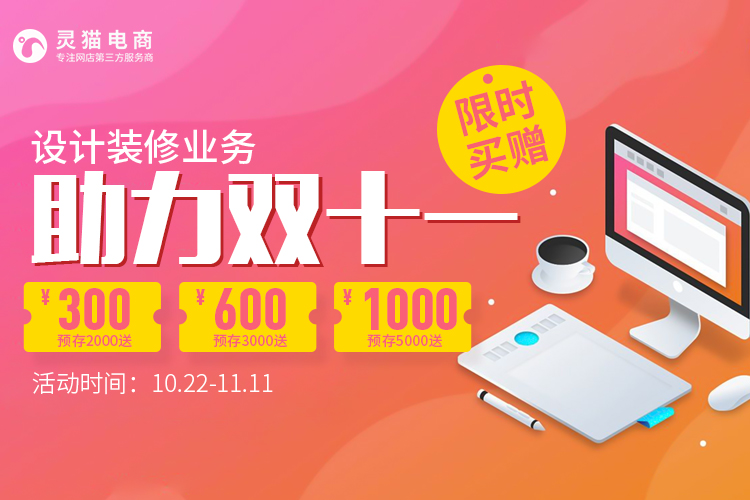 灵猫电商
专注网店第三方服务商
限时
买赠
设计装修业务
助力双十一
¥300
预存2000送
¥600
预存3000送
¥1000
预存5000送
活动时间：10.22-11.11